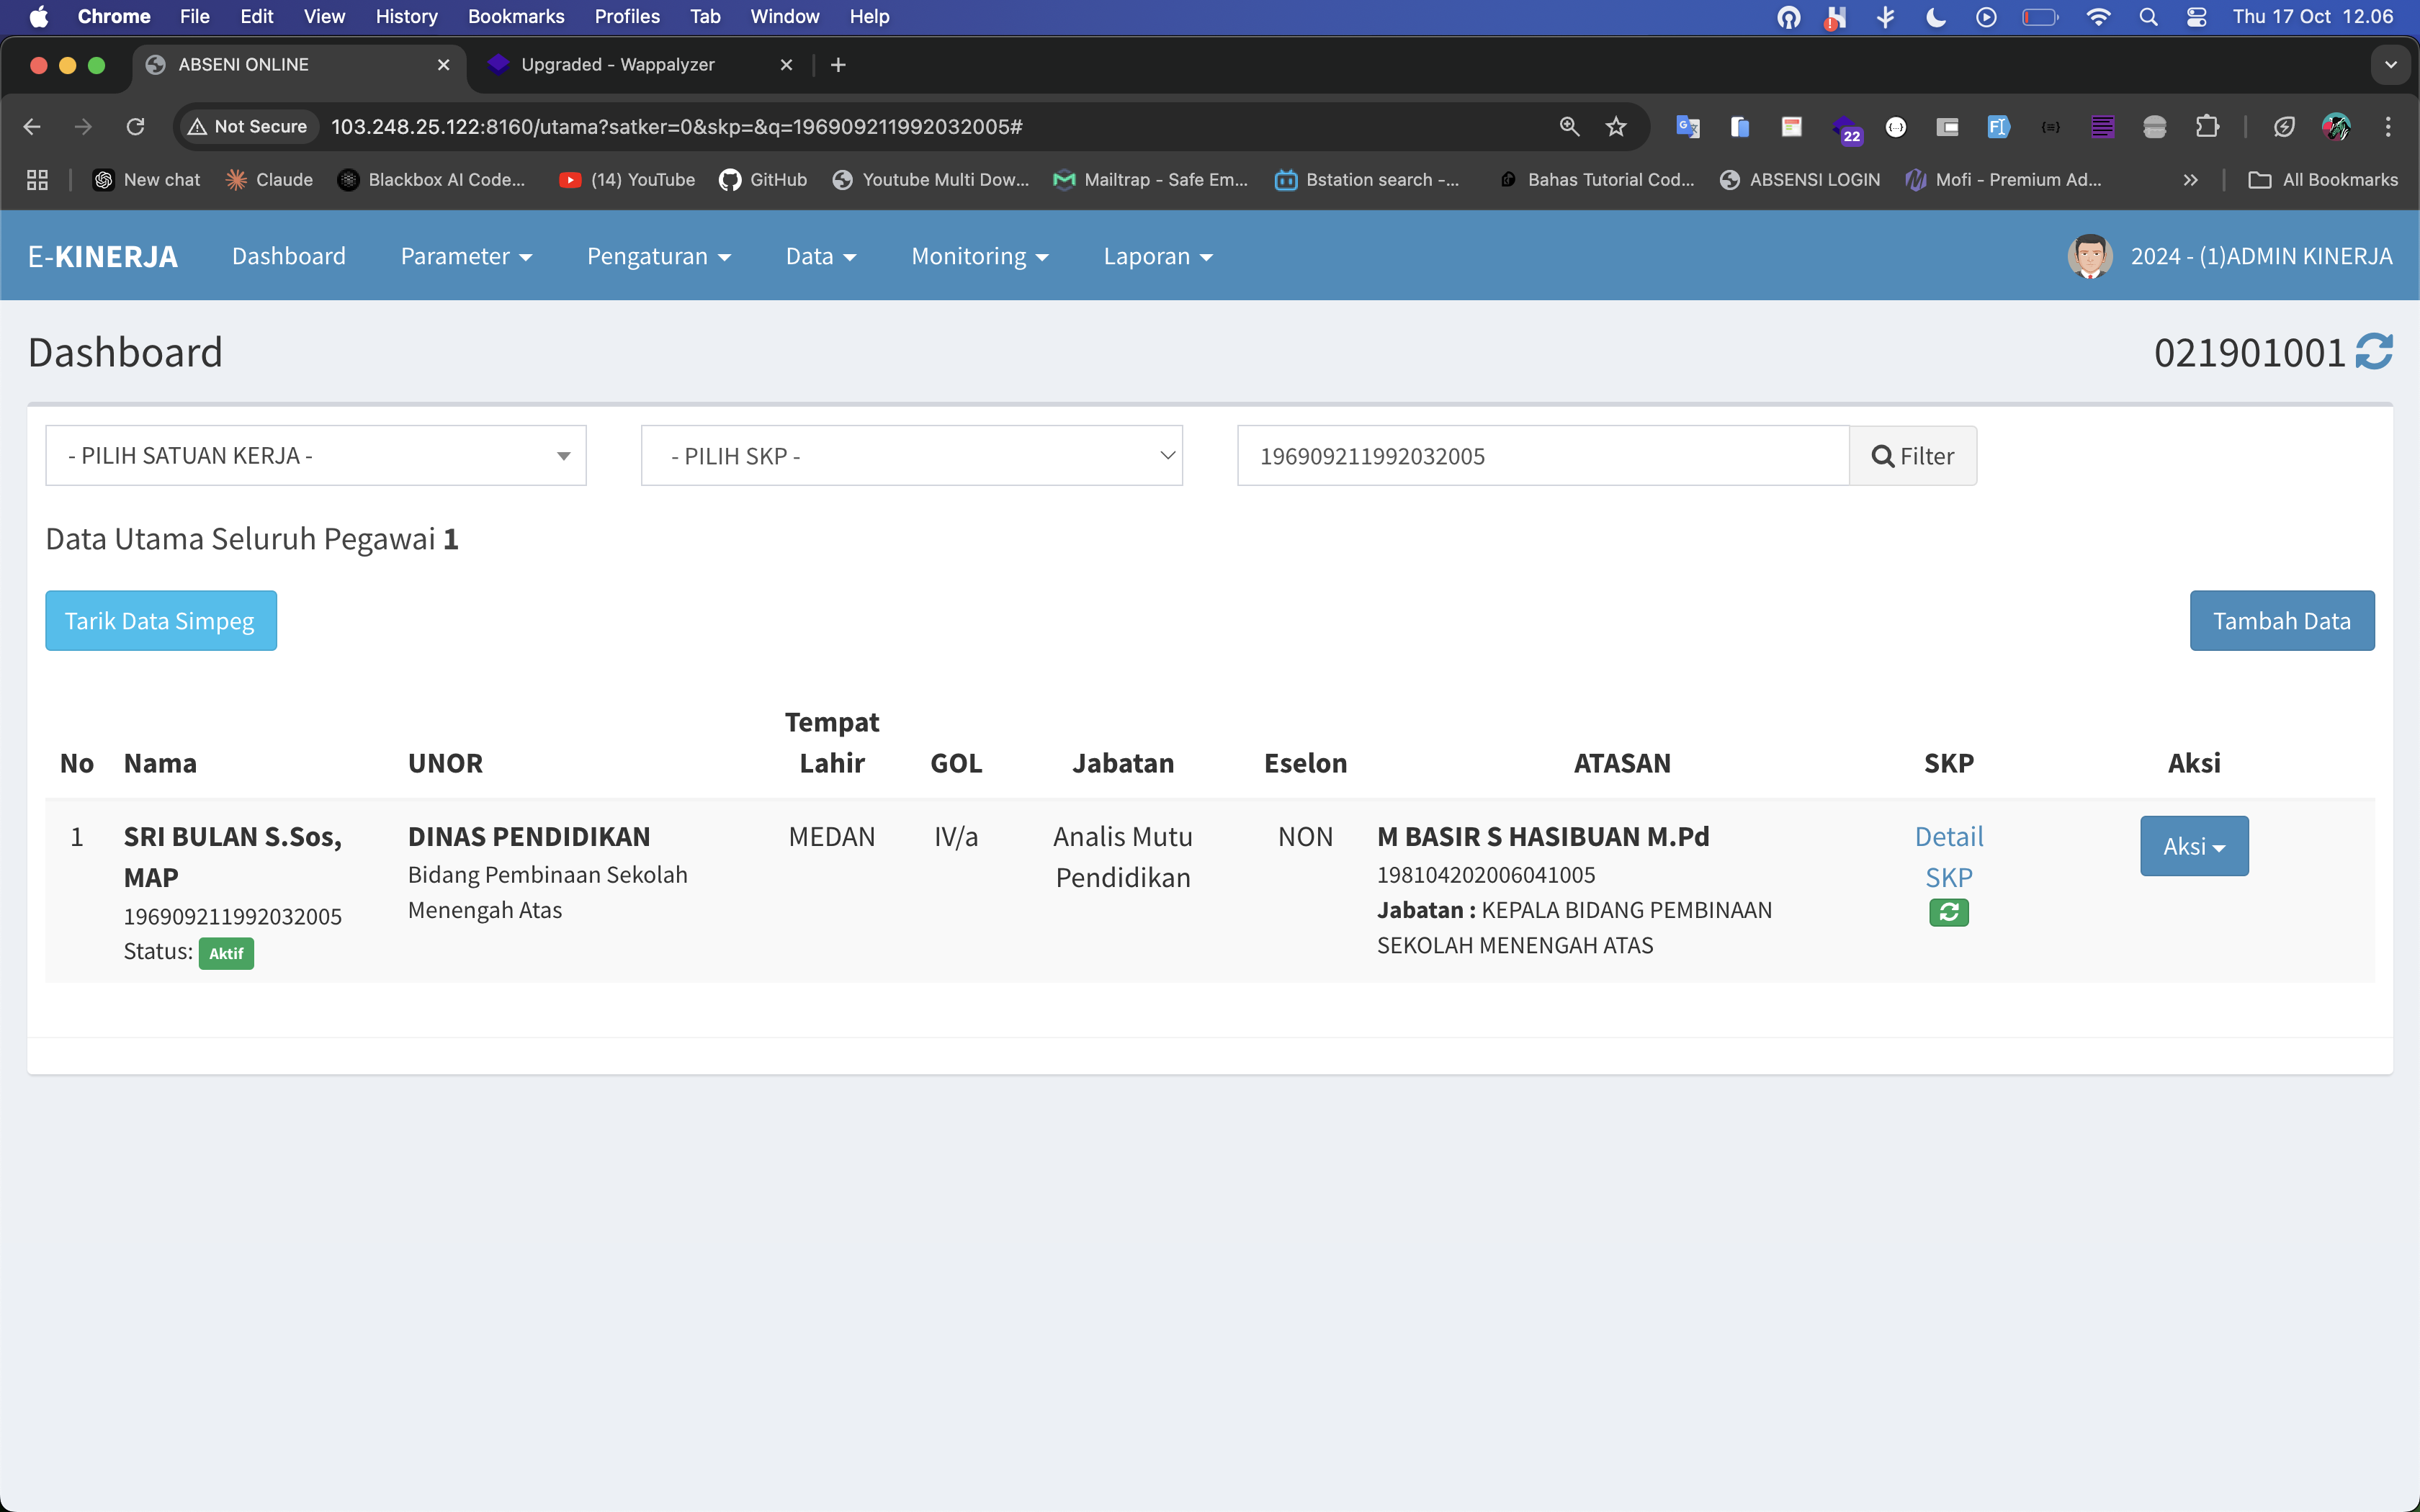 Chrome File Edit View History Bookmarks Profiles Tab Window Help Thu 17 Oct 12.06
ABSENI ONLINE Upgraded - Wappalyzer
Not Secure 103.248.25.122:8160/utama?satker=0&skp=&q=196909211992032005# 22
New chat Claude Blackbox AI Code... (14) YouTube GitHub Youtube Multi Dow... Mailtrap - Safe Em... Bstation search -... Bahas Tutorial Cod... ABSENSI LOGIN Mofi - Premium Ad... All Bookmarks
E-KINERJA Dashboard Parameter Pengaturan Data Monitoring Laporan 2024 - (1)ADMIN KINERJA
Dashboard 021901001
- PILIH SATUAN KERJA - - PILIH SKP - 196909211992032005 Filter
Data Utama Seluruh Pegawai 1
Tarik Data Simpeg Tambah Data
No Nama UNOR Tempat Lahir GOL Jabatan Eselon ATASAN SKP Aksi
1 SRI BULAN S.Sos, DINAS PENDIDIKAN MEDAN IV/a Analis Mutu NON M BASIR S HASIBUAN M.Pd Detail Aksi
MAP Bidang Pembinaan Sekolah Pendidikan 198104202006041005 SKP
196909211992032005 Menengah Atas Jabatan : KEPALA BIDANG PEMBINAAN
Status: Aktif SEKOLAH MENENGAH ATAS